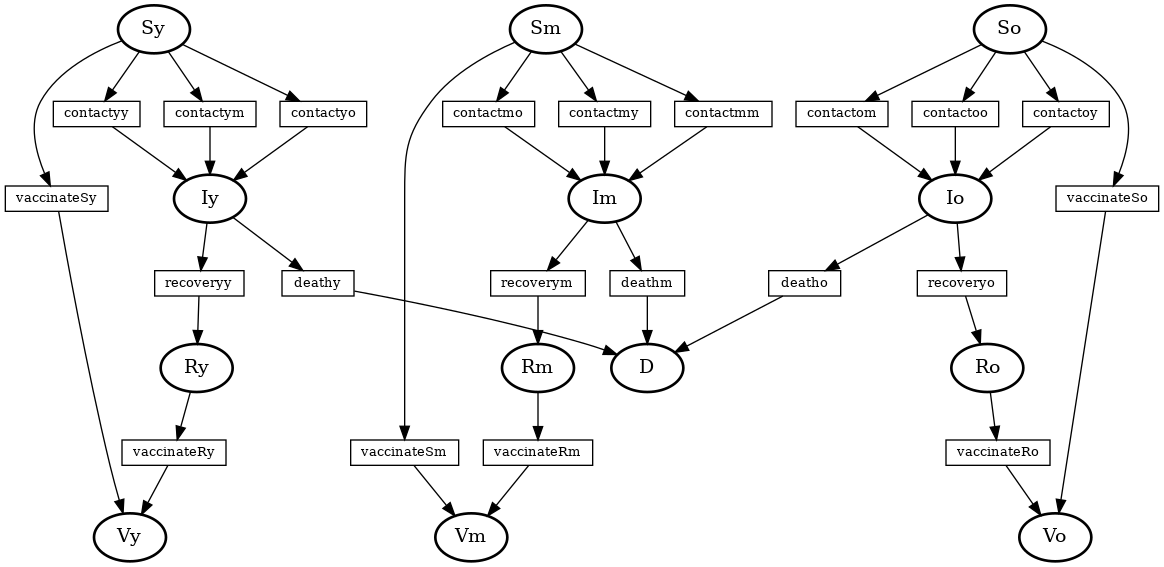 Sy Sm So
contactyy contactym contactyo contactmo contactmy contactmm contactom contactoo contactoy
vaccinateSy Iy Im Io vaccinateSo
recoveryy deathy recoverym deathm deatho recoveryo
Ry Rm D Ro
vaccinateRy vaccinateSm vaccinateRm vaccinateRo
Vy Vm Vo